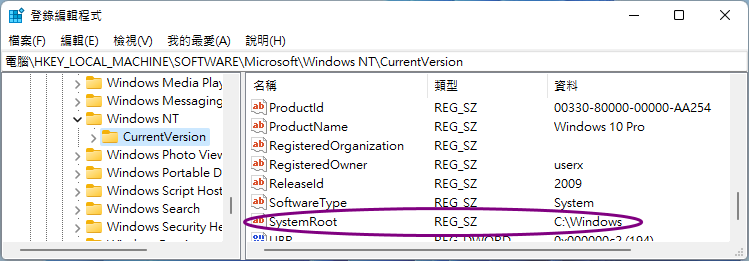 登錄編輯程式
檔案(F) 編輯(E) 檢視(V) 我的最愛(A) 說明(H)
電腦\HKEY_LOCAL_MACHINE\SOFTWARE\Microsoft\Windows NT\CurrentVersion
Windows Media Play
Windows Messaging
Windows NT
CurrentVersion
Windows Photo View
Windows Portable D
Windows Script Host
Windows Search
Windows Security He
名稱 類型 資料
ProductId REG_SZ 00330-80000-00000-AA254
ProductName REG_SZ Windows 10 Pro
RegisteredOrganization REG_SZ
RegisteredOwner REG_SZ userx
ReleaseId REG_SZ 2009
SoftwareType REG_SZ System
SystemRoot REG_SZ C:\Windows
UBR REG_DWORD 0x000000c2 (194)